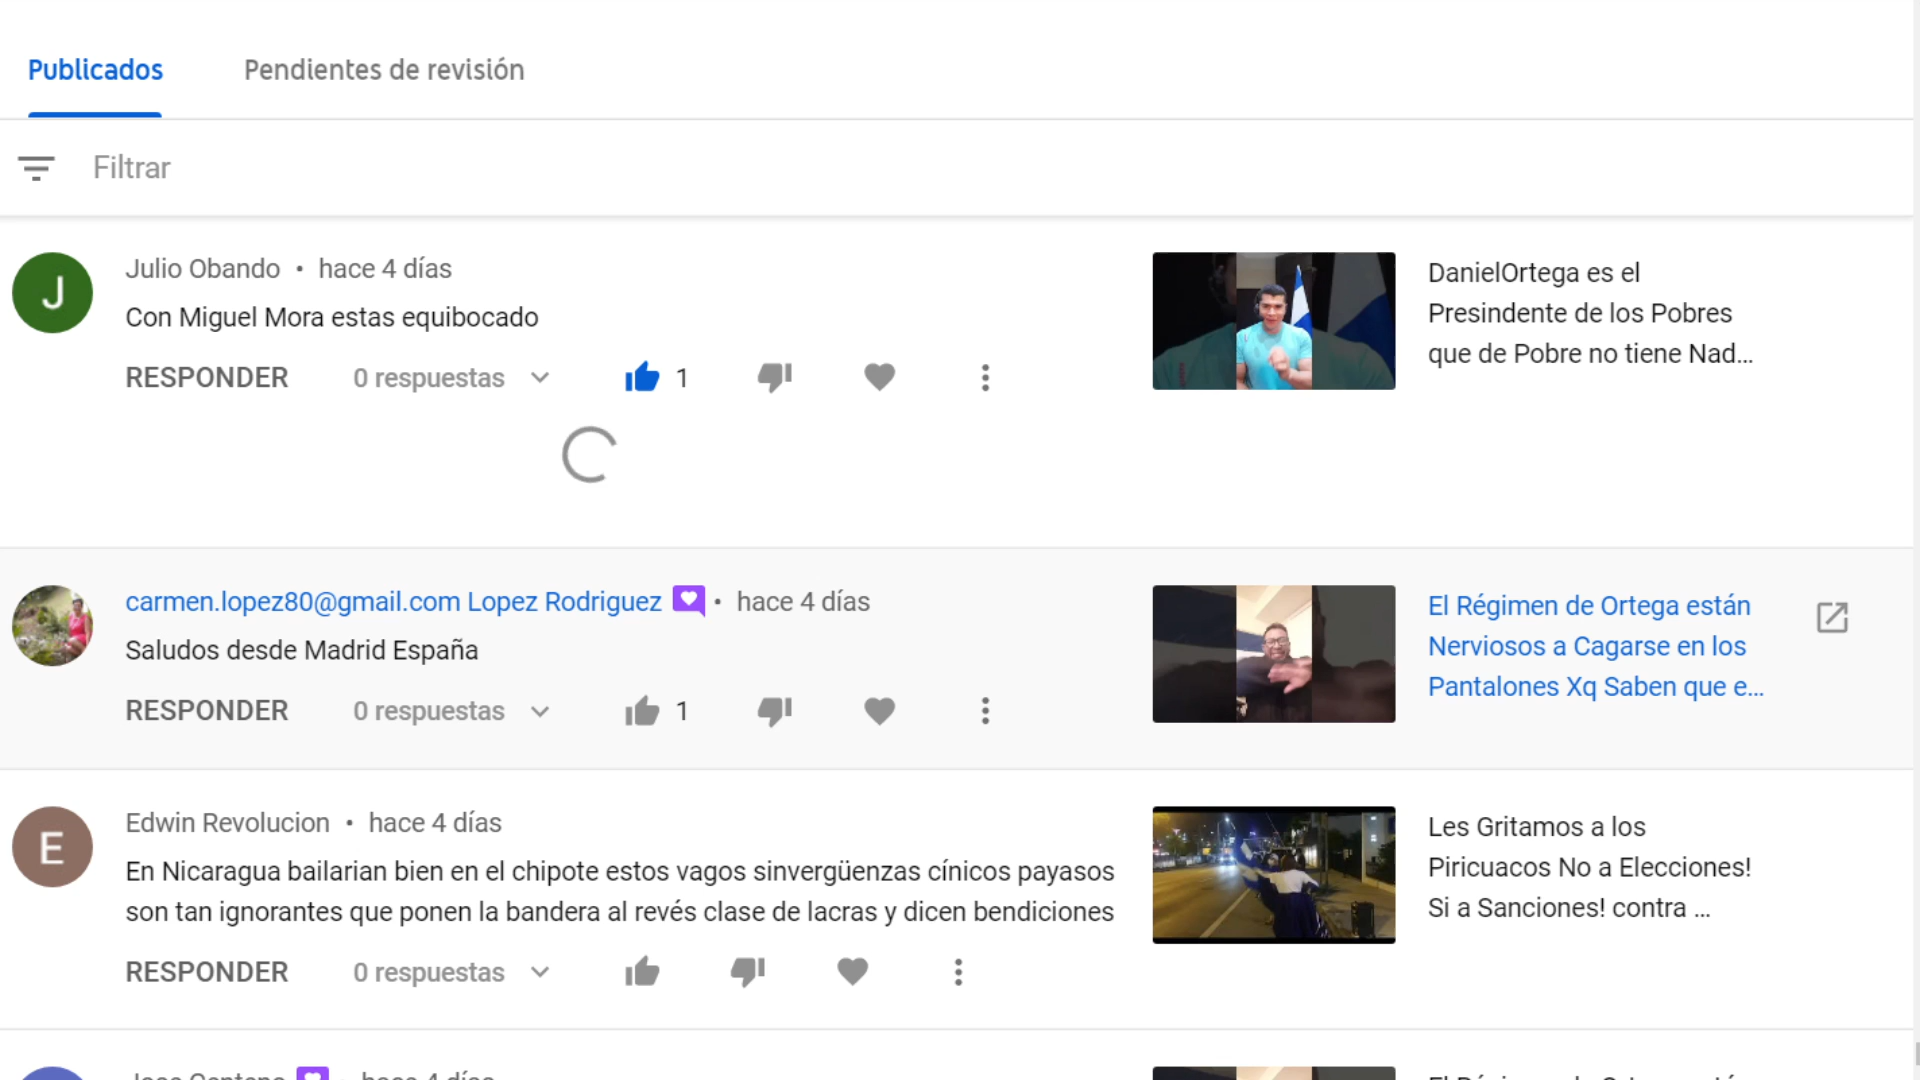 Publicados
Pendientes de revisión
Filtrar
J
Julio Obando • hace 4 días
Con Miguel Mora estas equibocado
RESPONDER
0 respuestas
1
DanielOrtega es el
Presindente de los Pobres
que de Pobre no tiene Nad...
carmen.lopez80@gmail.com Lopez Rodriguez • hace 4 días
Saludos desde Madrid España
RESPONDER
0 respuestas
1
El Régimen de Ortega están
Nerviosos a Cagarse en los
Pantalones Xq Saben que e...
E
Edwin Revolucion • hace 4 días
En Nicaragua bailarian bien en el chipote estos vagos sinvergüenzas cínicos payasos
son tan ignorantes que ponen la bandera al revés clase de lacras y dicen bendiciones
RESPONDER
0 respuestas
Les Gritamos a los
Piricuacos No a Elecciones!
Si a Sanciones! contra ...
hace 4 días